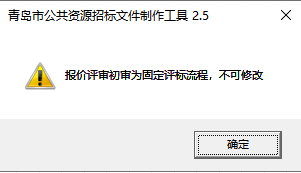 青岛市公共资源招标文件制作工具 2.5
报价评审初审为固定评标流程，不可修改
确定